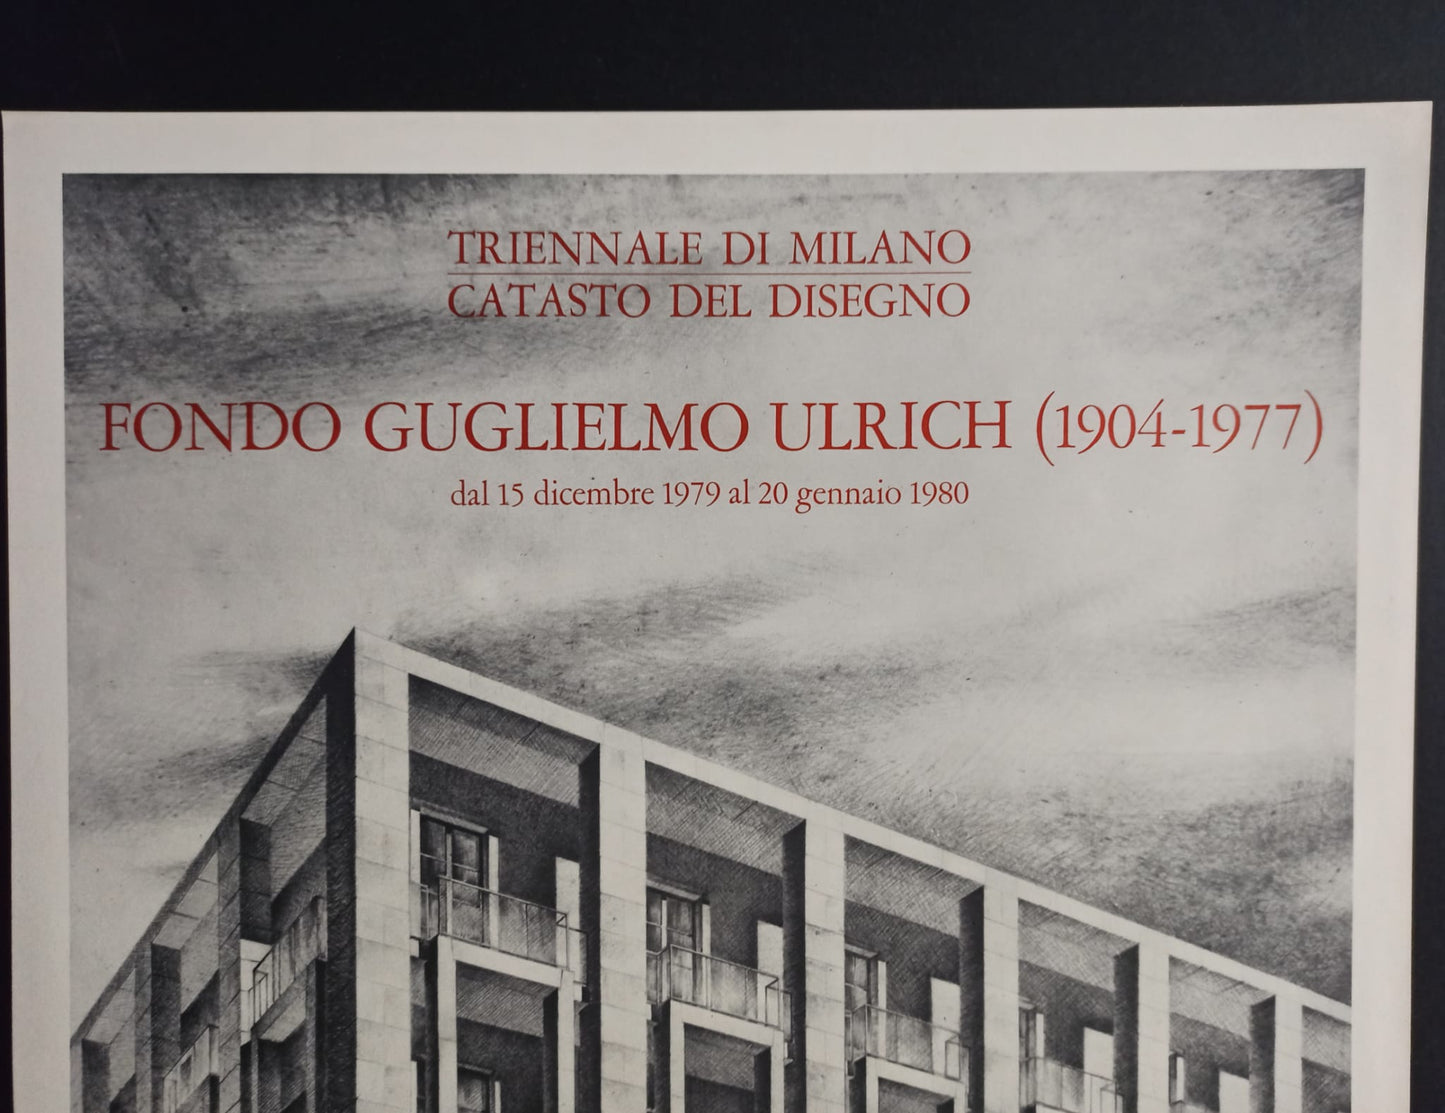 TRIENNALE DI MILANO
CATASTO DEL DISEGNO
FONDO GUGLIELMO ULRICH (1904-1977)
dal 15 dicembre 1979 al 20 gennaio 1980